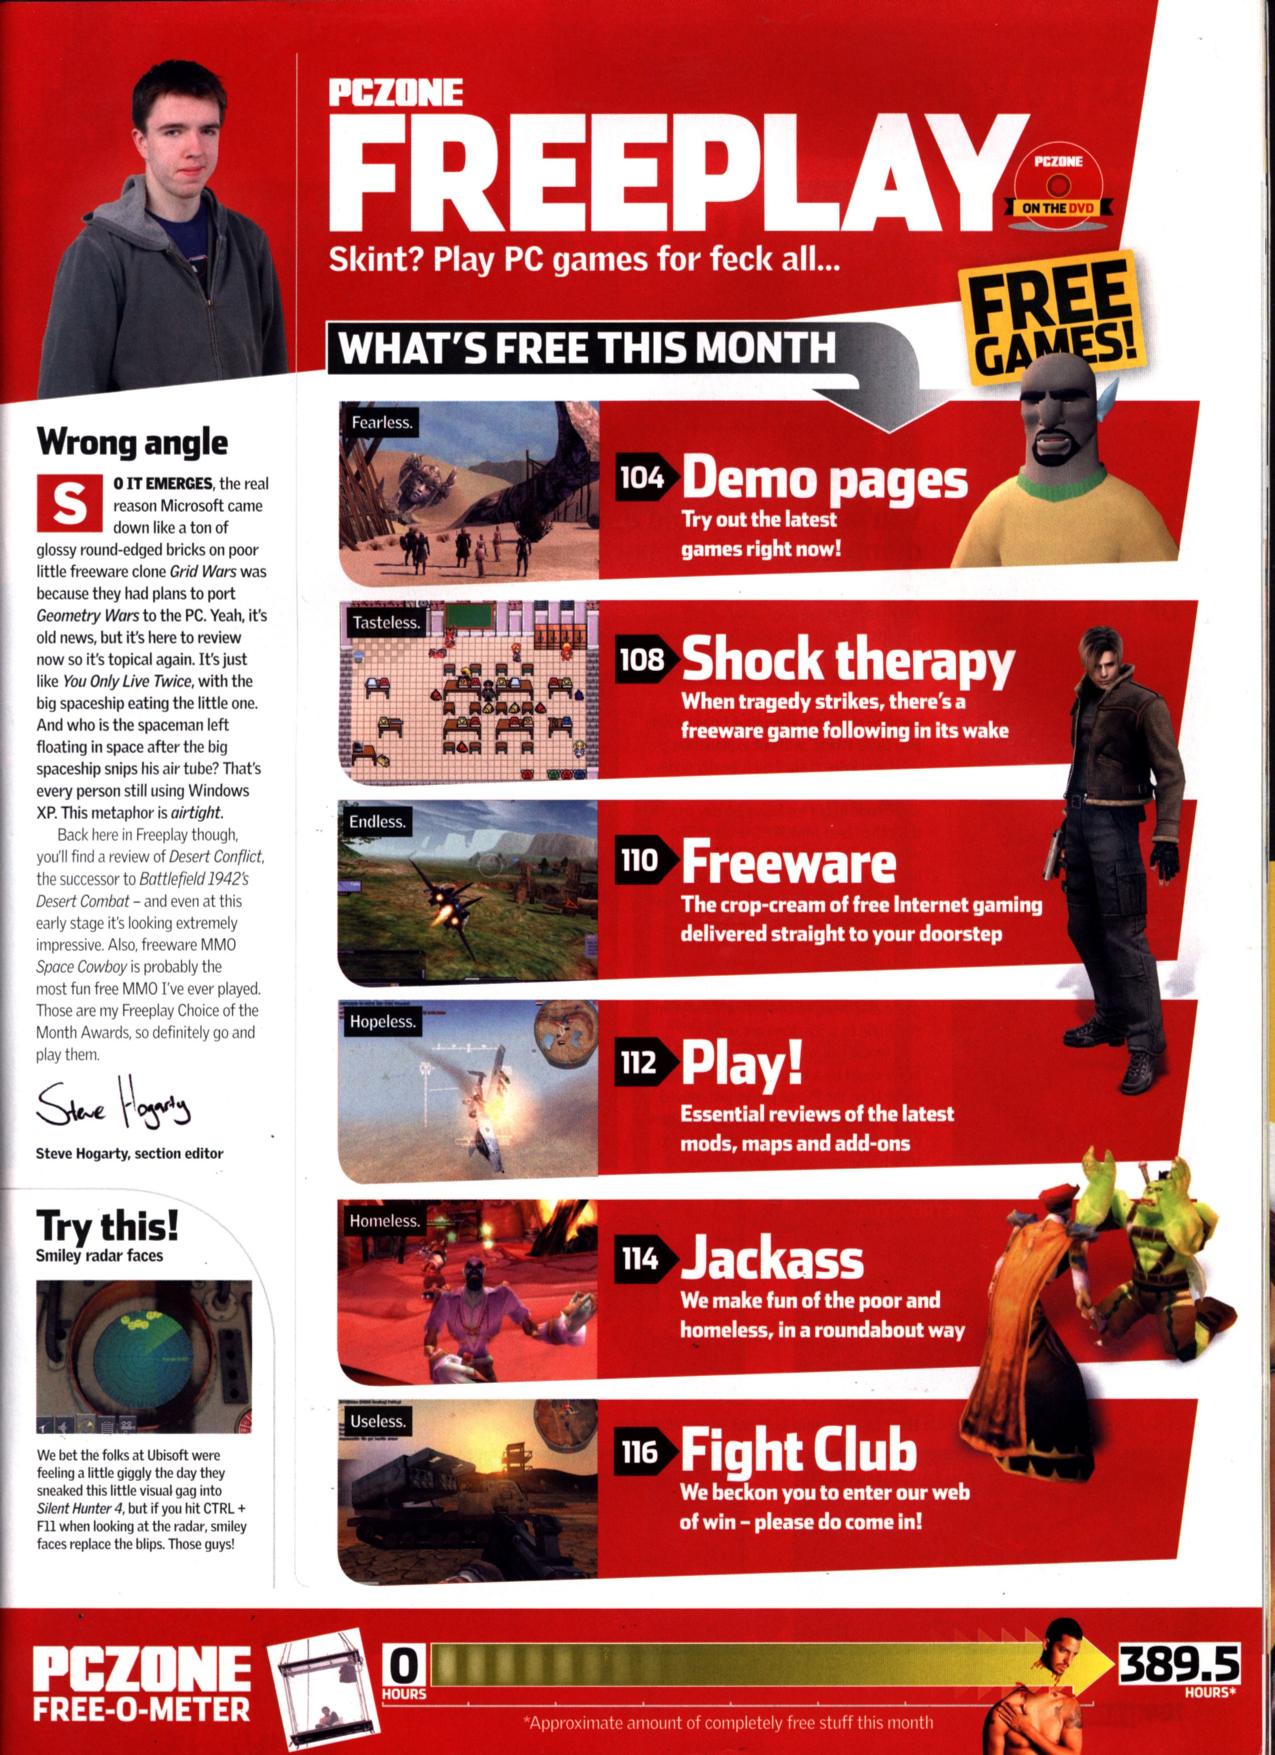 PCZONE
FREEPLAY
PCZONE
ON THE DVD
Skint? Play PC games for feck all...
FREE
GAMES!
WHAT'S FREE THIS MONTH
Wrong angle
SO IT EMERGES, the real
reason Microsoft came
down like a ton of
glossy round-edged bricks on poor
little freeware clone Grid Wars was
because they had plans to port
Geometry Wars to the PC. Yeah, it's
old news, but it's here to review
now so it's topical again. It's just
like You Only Live Twice, with the
big spaceship eating the little one.
And who is the spaceman left
floating in space after the big
spaceship snips his air tube? That's
every person still using Windows
XP. This metaphor is airtight.
Back here in Freeplay though,
you'll find a review of Desert Conflict,
the successor to Battlefield 1942's
Desert Combat – and even at this
early stage it's looking extremely
impressive. Also, freeware MMO
Space Cowboy is probably the
most fun free MMO I've ever played.
Those are my Freeplay Choice of the
Month Awards, so definitely go and
play them.
Steve Hogarty
Steve Hogarty, section editor
Try this!
Smiley radar faces
We bet the folks at Ubisoft were
feeling a little giggly the day they
sneaked this little visual gag into
Silent Hunter 4, but if you hit CTRL +
F11 when looking at the radar, smiley
faces replace the blips. Those guys!
Fearless.
104 Demo pages
Try out the latest
games right now!
Tasteless.
108 Shock therapy
When tragedy strikes, there's a
freeware game following in its wake
Endless.
110 Freeware
The crop-cream of free Internet gaming
delivered straight to your doorstep
Hopeless.
112 Play!
Essential reviews of the latest
mods, maps and add-ons
Homeless.
114 Jackass
We make fun of the poor and
homeless, in a roundabout way
Useless.
116 Fight Club
We beckon you to enter our web
of win – please do come in!
PCZONE
FREE-O-METER
0
HOURS
389.5
HOURS*
*Approximate amount of completely free stuff this month